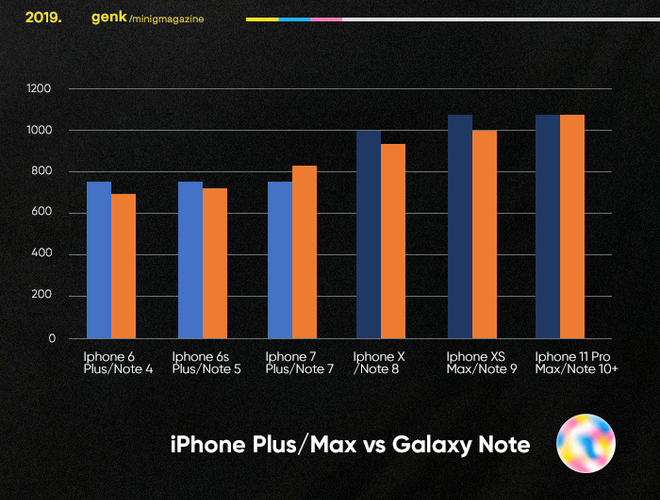 2019. genk/minigmagazine
1200
1000
800
600
400
200
0
Iphone 6
Plus/Note 4
Iphone 6s
Plus/Note 5
Iphone 7
Plus/Note 7
Iphone X
/Note 8
Iphone XS
Max/Note 9
Iphone 11 Pro
Max/Note 10+
iPhone Plus/Max vs Galaxy Note